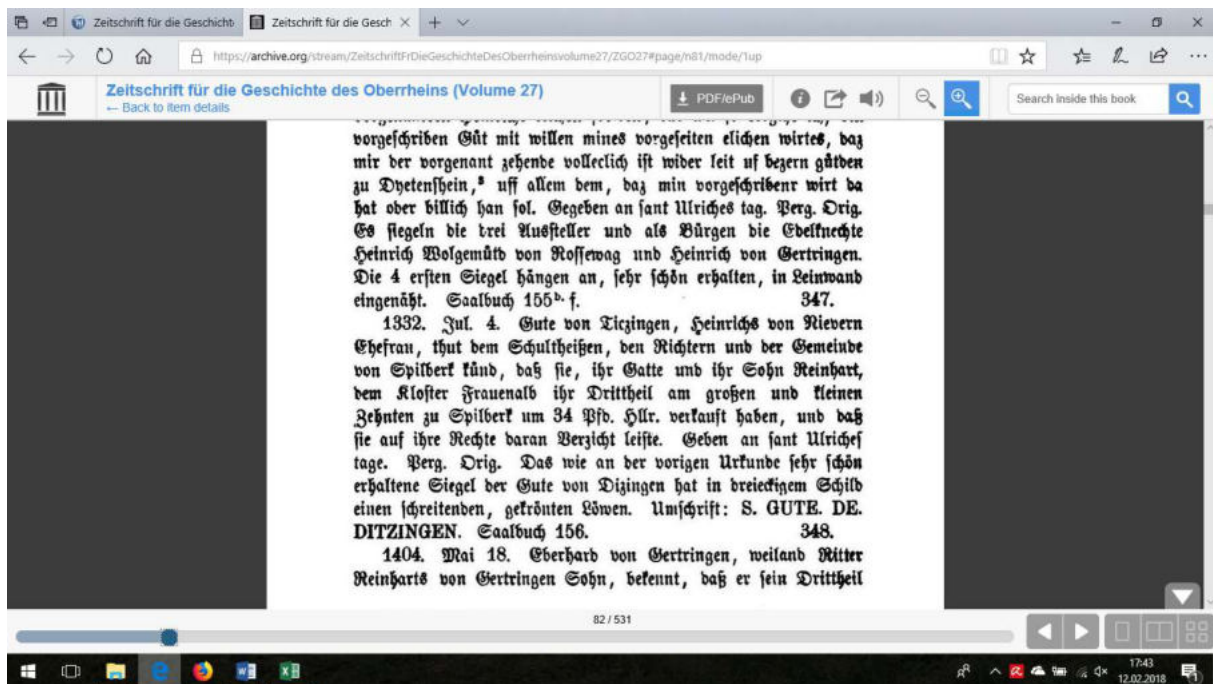 Zeitschrift für die Geschicht
Zeitschrift für die Gesch
https://archive.org/stream/ZeitschriftFrDieGeschichteDesOberrheinsvolume27/ZGO27#page/n81/mode/1up
Zeitschrift für die Geschichte des Oberrheins (Volume 27)
← Back to item details
PDF/ePub
Search inside this book
vorgeſchriben Gůt mit willen mines vorgeſeiten elichen wirtes, daz
mir der vorgenant zehende volleclich iſt wider leit uf bezern gůtden
zu Dyetenſhein,³ uff allem dem, daz min vorgeſchribenr wirt da
hat oder billich han ſol. Gegeben an ſant Ulriches tag. Perg. Orig.
Es ſiegeln die drei Ausſteller und als Bürgen die Edelknechte
Heinrich Wolgemůtd von Roſſewag und Heinrich von Gertringen.
Die 4 erſten Siegel hängen an, ſehr ſchön erhalten, in Leinwand
eingenäht. Saalbuch 155ᵇ· f. 347.
1332. Jul. 4. Gute von Ticzingen, Heinrichs von Nievern
Ehefrau, thut dem Schultheißen, den Richtern und der Gemeinde
von Spilberk künd, daß ſie, ihr Gatte und ihr Sohn Reinhart,
dem Kloſter Frauenalb ihr Drittheil am großen und kleinen
Zehnten zu Spilberk um 34 Pfd. Hllr. verkauft haben, und daß
ſie auf ihre Rechte daran Verzicht leiſte. Geben an ſant Ulricheſ
tage. Perg. Orig. Das wie an der vorigen Urkunde ſehr ſchön
erhaltene Siegel der Gute von Dizingen hat in dreieckigem Schild
einen ſchreitenden, gekrönten Löwen. Umſchrift: S. GUTE. DE.
DITZINGEN. Saalbuch 156. 348.
1404. Mai 18. Eberhard von Gertringen, weiland Ritter
Reinharts von Gertringen Sohn, bekennt, daß er ſein Drittheil
82 / 531
17:43
12.02.2018